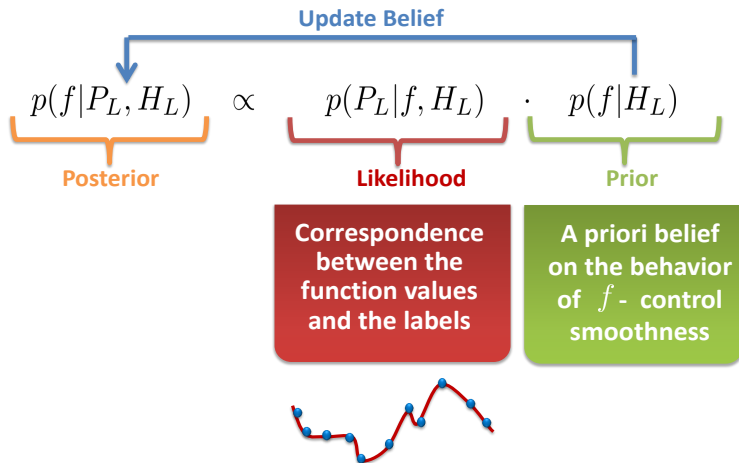 Update Belief
p(f|P_L, H_L) ∝ p(P_L|f, H_L) · p(f|H_L)
Posterior Likelihood Prior
Correspondence
between the
function values
and the labels
A priori belief
on the behavior
of f - control
smoothness